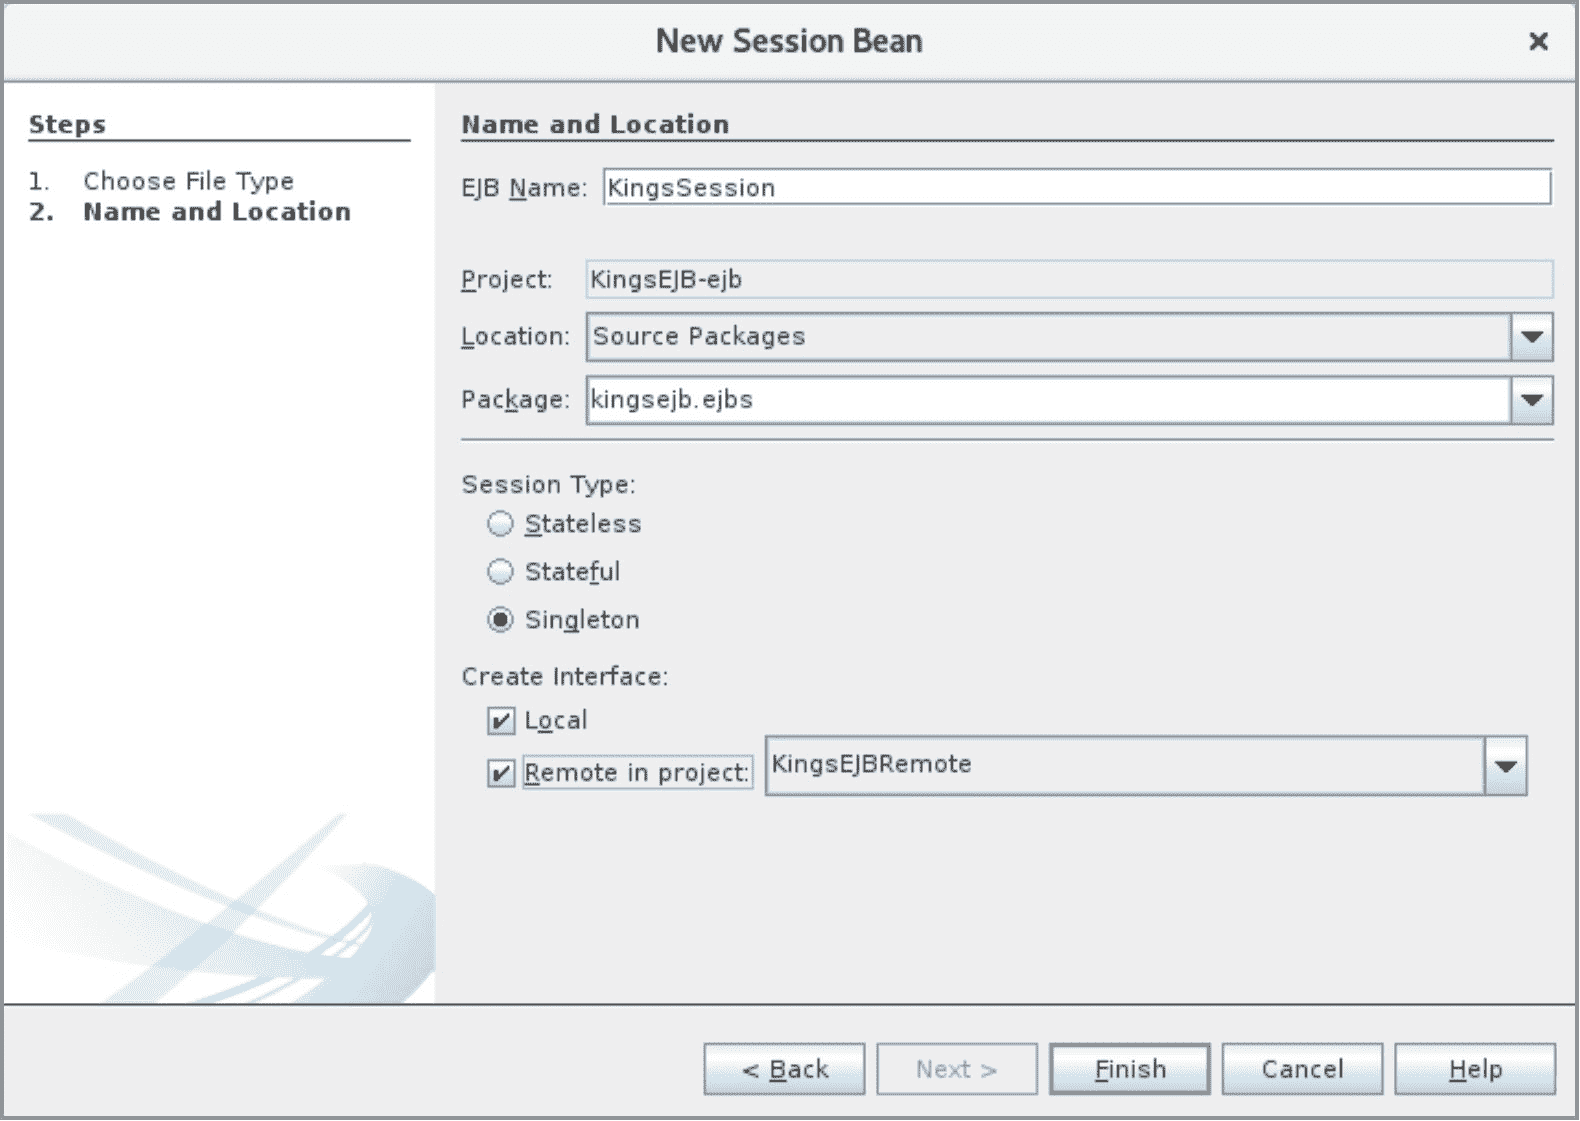 New Session Bean
Steps
1. Choose File Type
2. Name and Location
Name and Location
EJB Name: KingsSession
Project: KingsEJB-ejb
Location: Source Packages
Package: kingsejb.ejbs
Session Type:
Stateless
Stateful
Singleton
Create Interface:
Local
Remote in project: KingsEJBRemote
< Back Next > Finish Cancel Help